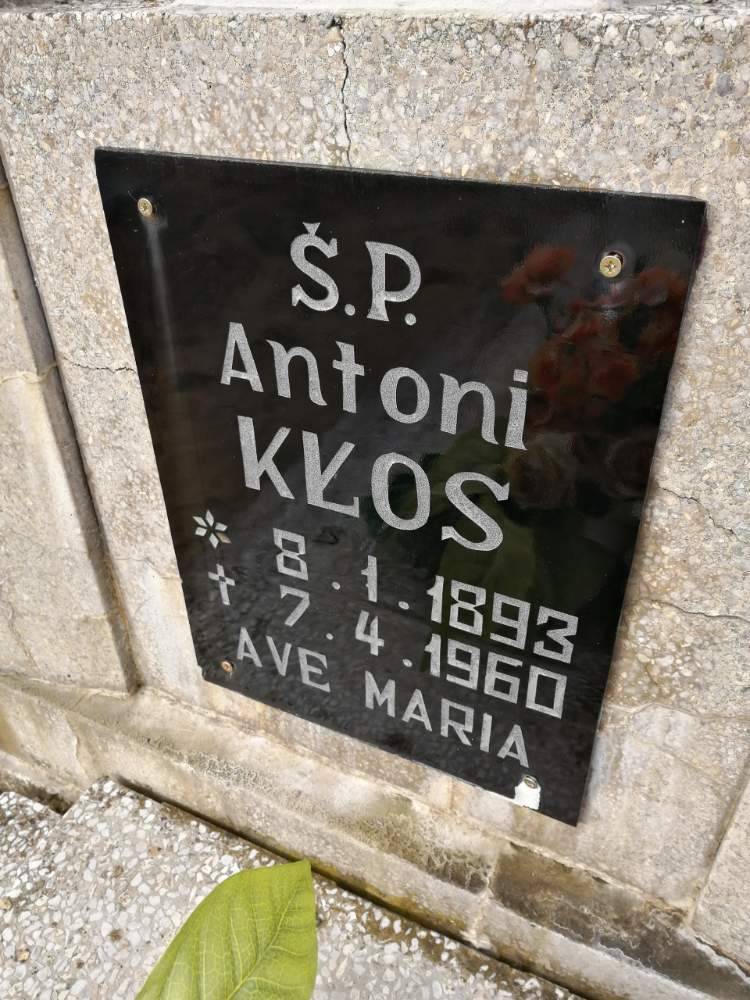 Ś.P.
Antoni
KŁOS
8.1.1893
7.4.1960
AVE MARIA